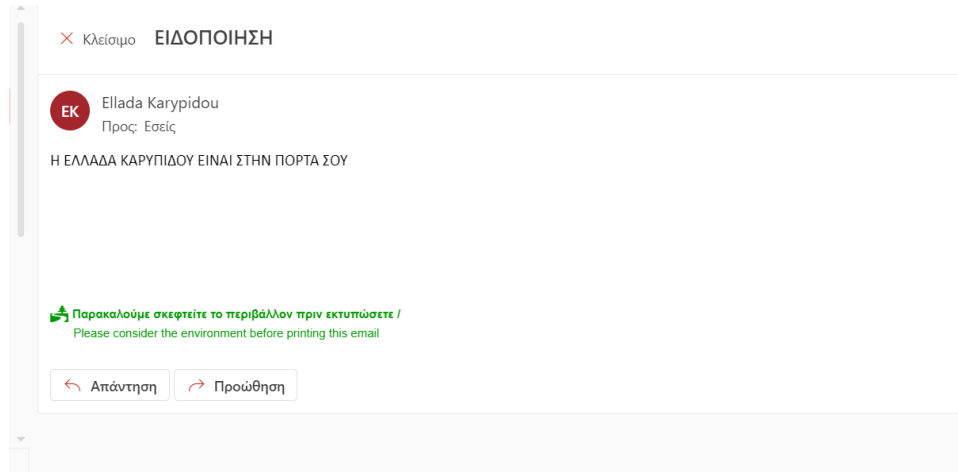 Κλείσιμο ΕΙΔΟΠΟΙΗΣΗ
EK
Ellada Karypidou
Προς: Εσείς
Η ΕΛΛΑΔΑ ΚΑΡΥΠΙΔΟΥ ΕΙΝΑΙ ΣΤΗΝ ΠΟΡΤΑ ΣΟΥ
Παρακαλούμε σκεφτείτε το περιβάλλον πριν εκτυπώσετε /
Please consider the environment before printing this email
Απάντηση Προώθηση